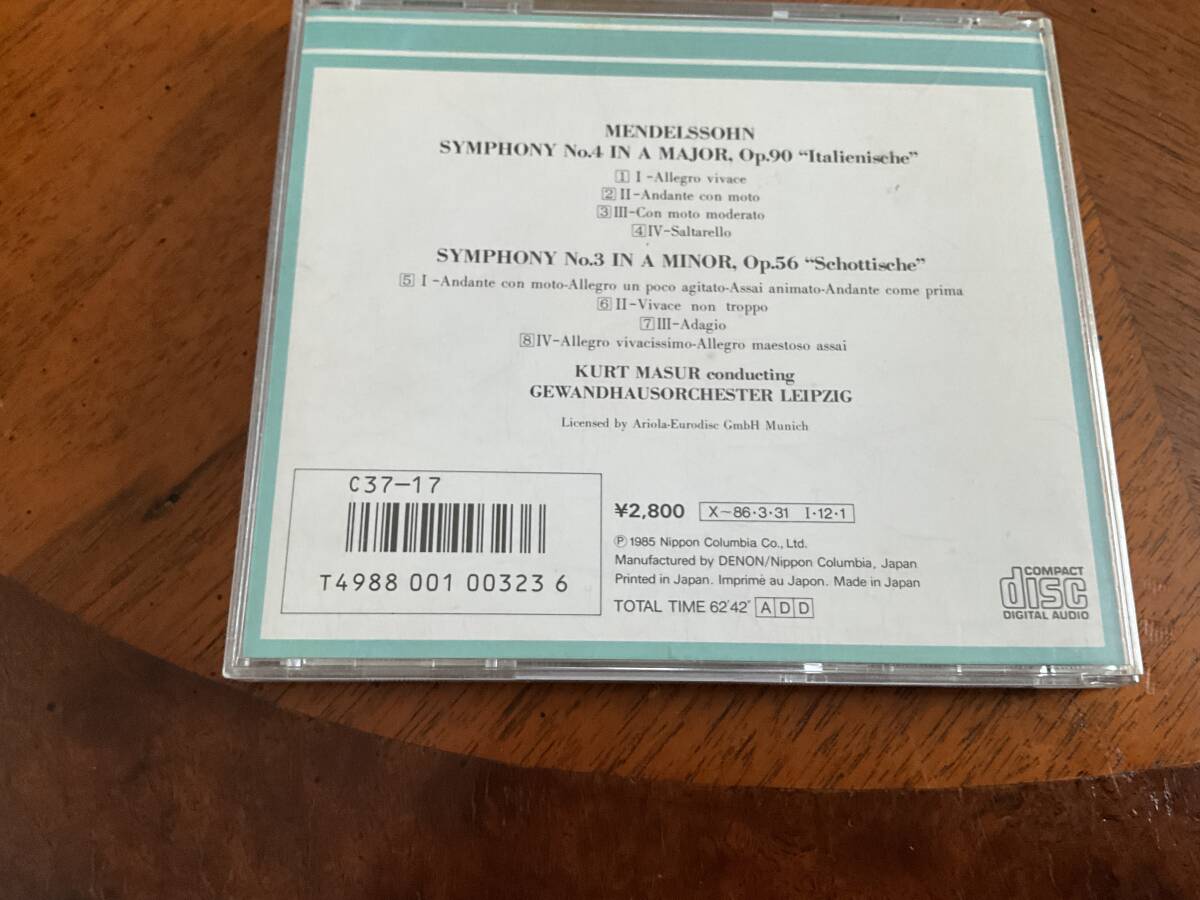 MENDELSSOHN
SYMPHONY No.4 IN A MAJOR, Op.90 “Italienische”
1 I-Allegro vivace
2 II-Andante con moto
3 III-Con moto moderato
4 IV-Saltarello
SYMPHONY No.3 IN A MINOR, Op.56 “Schottische”
5 I-Andante con moto-Allegro un poco agitato-Assai animato-Andante come prima
6 II-Vivace non troppo
7 III-Adagio
8 IV-Allegro vivacissimo-Allegro maestoso assai
KURT MASUR conducting
GEWANDHAUSORCHESTER LEIPZIG
Licensed by Ariola-Eurodisc GmbH Munich
C37-17
T4988 001 00323 6
¥2,800 X~86·3·31 I·12·1
Ⓟ 1985 Nippon Columbia Co., Ltd.
Manufactured by DENON/Nippon Columbia, Japan
Printed in Japan. Imprimé au Japon. Made in Japan
TOTAL TIME 62'42" A D D
COMPACT
disc
DIGITAL AUDIO